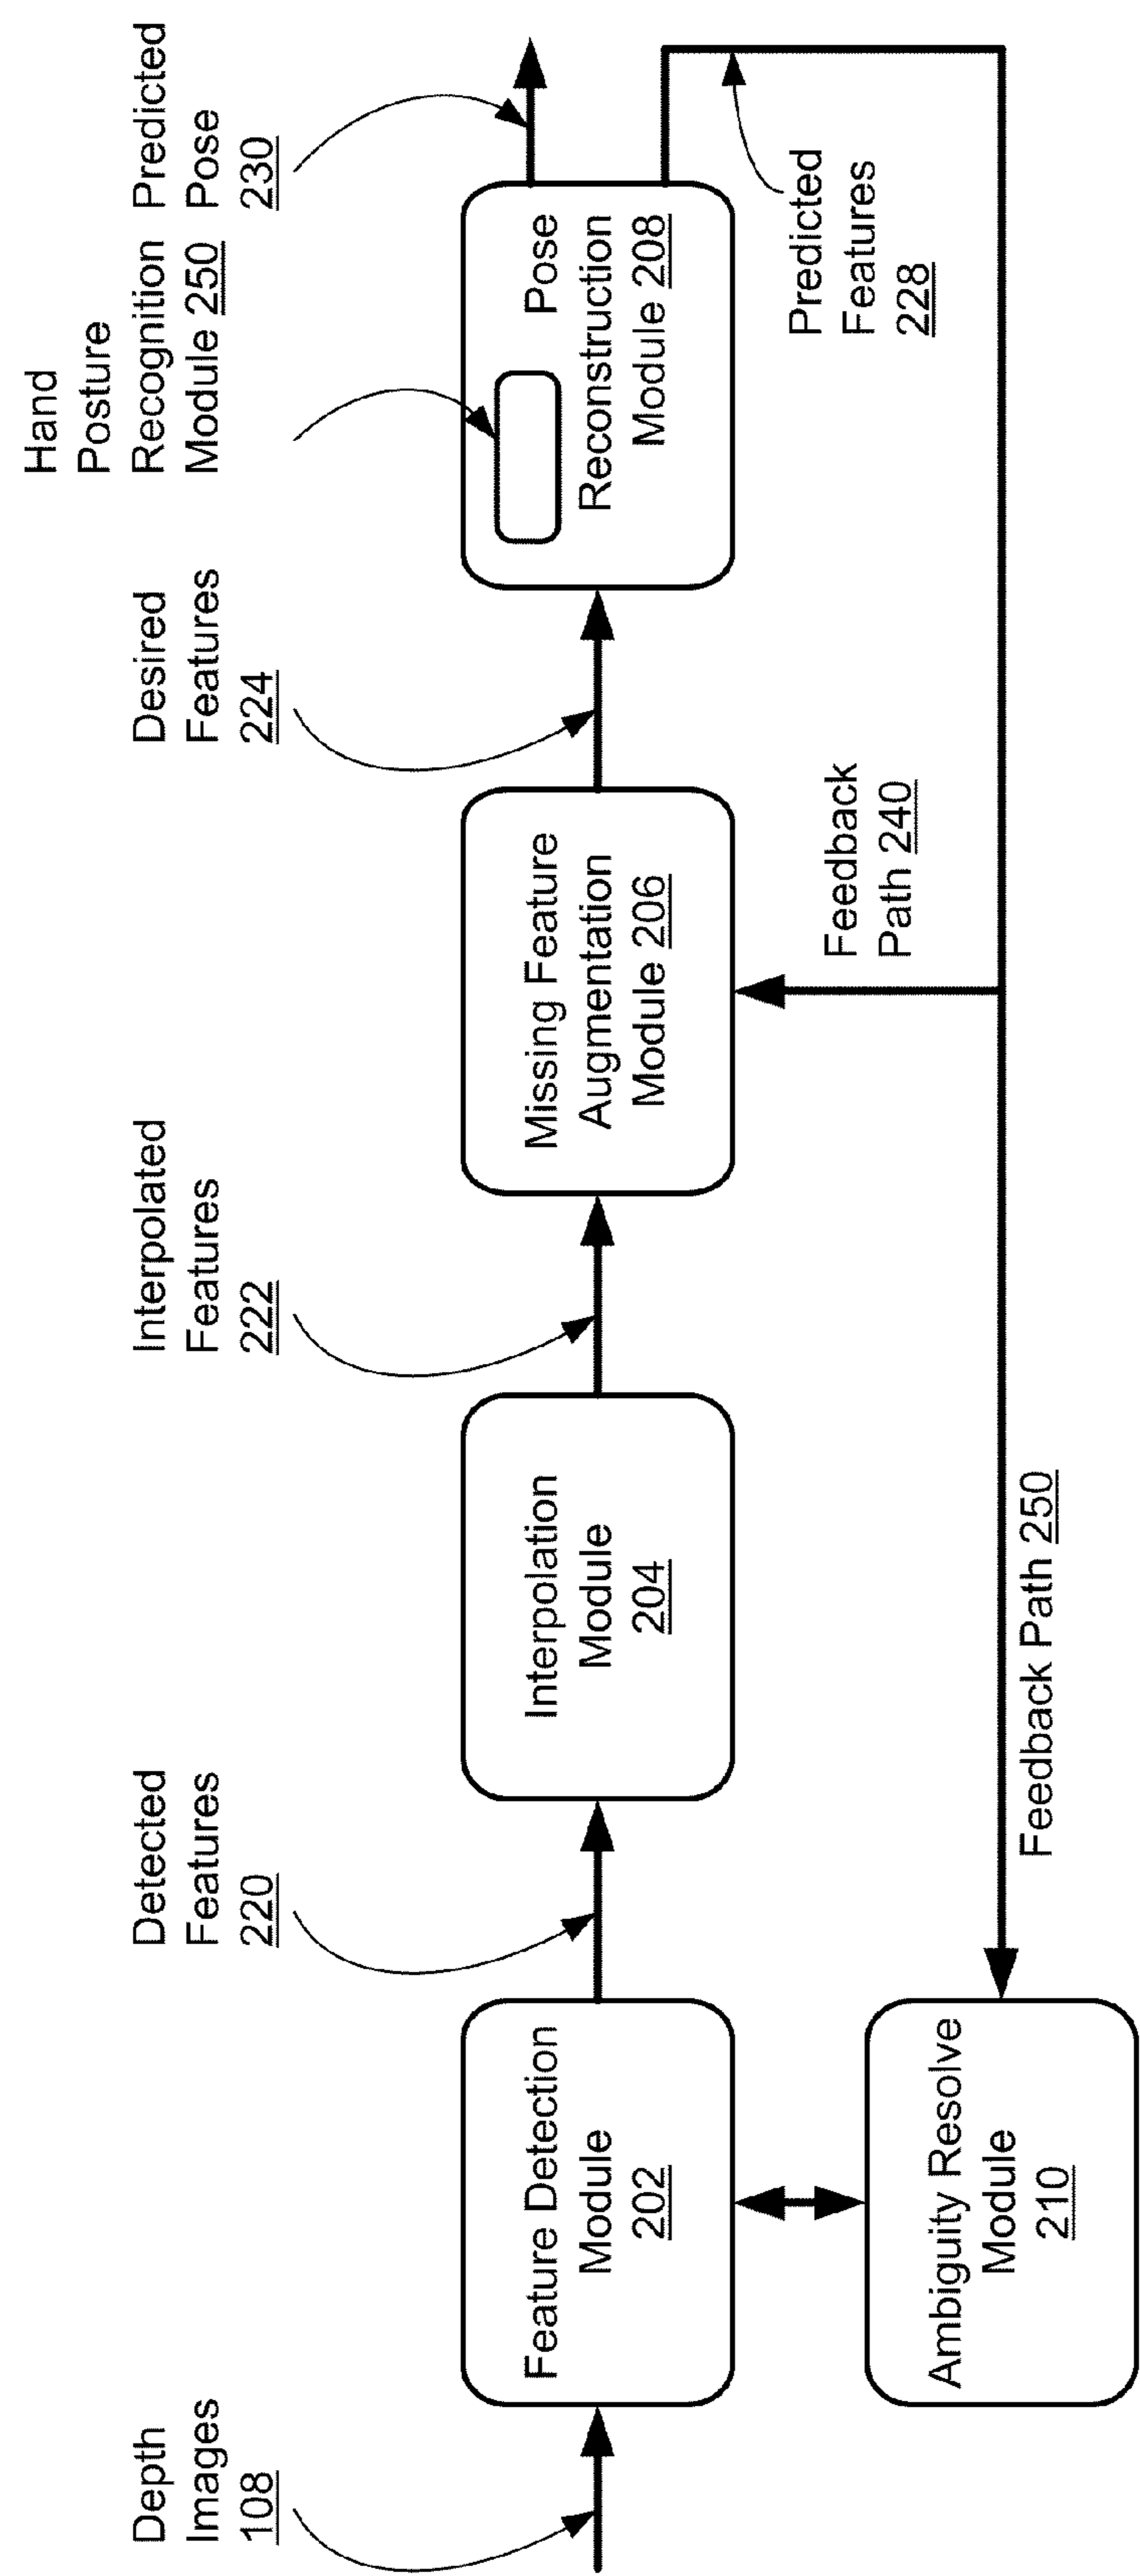 Depth
Images
108
Detected
Features
220
Interpolated
Features
222
Desired
Features
224
Hand
Posture
Recognition
Module 250
Predicted
Pose
230
Feature Detection
Module
202
Interpolation
Module
204
Missing Feature
Augmentation
Module 206
Pose
Reconstruction
Module 208
Predicted
Features
228
Feedback
Path 240
Feedback Path 250
Ambiguity Resolve
Module
210